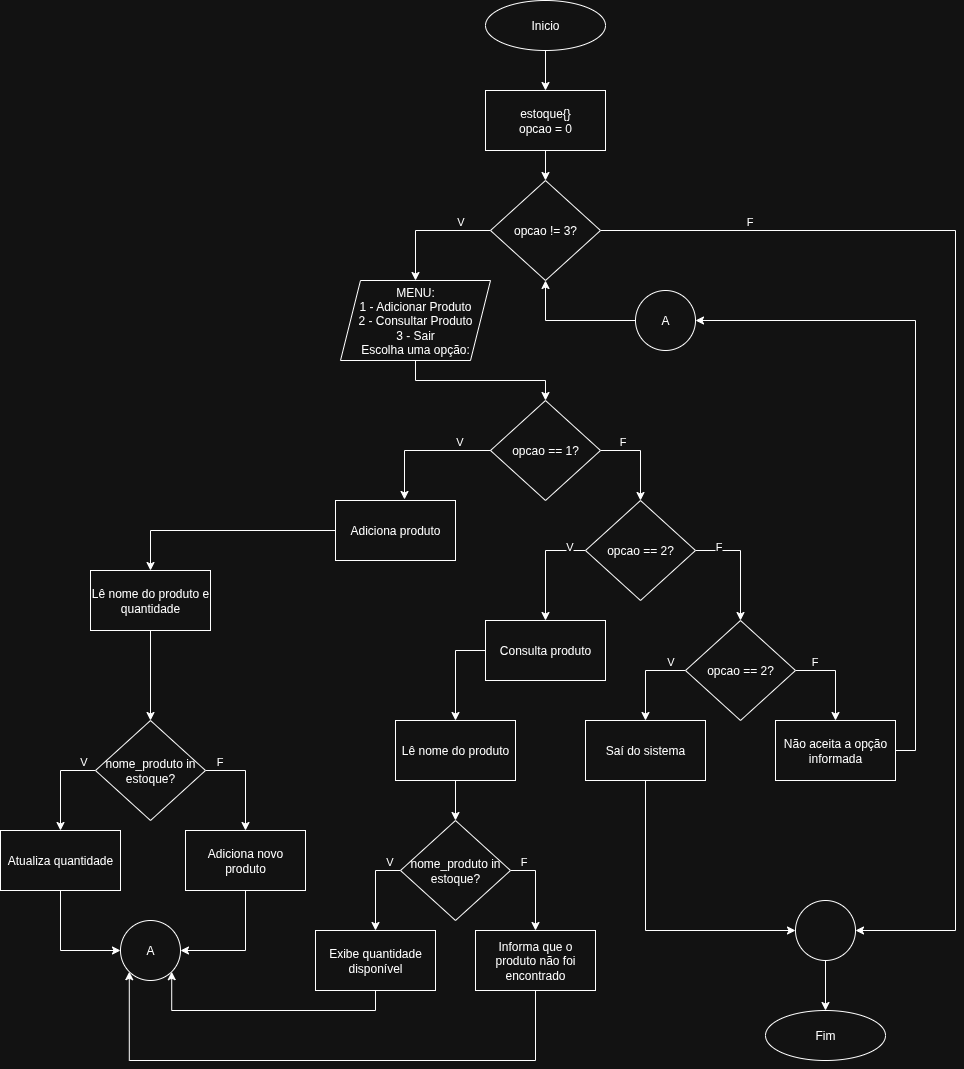 Inicio
estoque{}
opcao = 0
opcao != 3?
V
F
MENU:
1 - Adicionar Produto
2 - Consultar Produto
3 - Sair
Escolha uma opção:
A
opcao == 1?
V
F
Adiciona produto
opcao == 2?
V
F
Lê nome do produto e
quantidade
Consulta produto
opcao == 2?
V
F
Lê nome do produto
Saí do sistema
Não aceita a opção
informada
nome_produto in
estoque?
V
F
Atualiza quantidade
Adiciona novo
produto
nome_produto in
estoque?
V
F
A
Exibe quantidade
disponível
Informa que o
produto não foi
encontrado
Fim